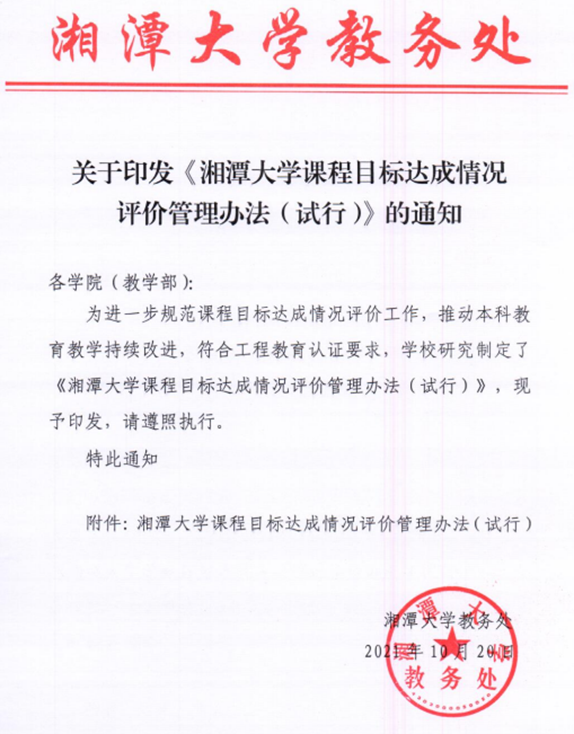 湘潭大学教务处
关于印发《湘潭大学课程目标达成情况
评价管理办法（试行）》的通知
各学院（教学部）：
为进一步规范课程目标达成情况评价工作，推动本科教
育教学持续改进，符合工程教育认证要求，学校研究制定了
《湘潭大学课程目标达成情况评价管理办法（试行）》，现
予印发，请遵照执行。
特此通知
附件：湘潭大学课程目标达成情况评价管理办法（试行）
湘潭大学教务处
2021年10月20日
湘潭大学
教务处